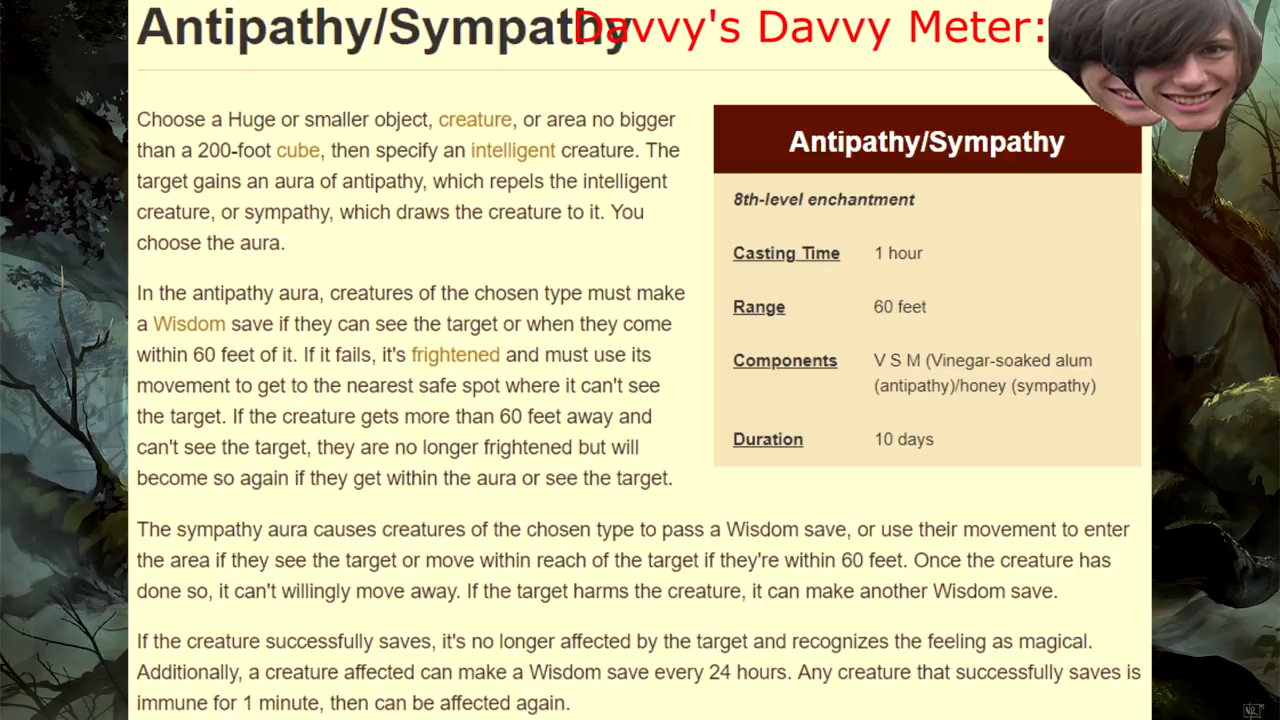 Antipathy/Sympathy
Davvy's Davvy Meter:
Choose a Huge or smaller object, creature, or area no bigger
than a 200-foot cube, then specify an intelligent creature. The
target gains an aura of antipathy, which repels the intelligent
creature, or sympathy, which draws the creature to it. You
choose the aura.
In the antipathy aura, creatures of the chosen type must make
a Wisdom save if they can see the target or when they come
within 60 feet of it. If it fails, it's frightened and must use its
movement to get to the nearest safe spot where it can't see
the target. If the creature gets more than 60 feet away and
can't see the target, they are no longer frightened but will
become so again if they get within the aura or see the target.
Antipathy/Sympathy
8th-level enchantment
Casting Time 1 hour
Range 60 feet
Components V S M (Vinegar-soaked alum
(antipathy)/honey (sympathy)
Duration 10 days
The sympathy aura causes creatures of the chosen type to pass a Wisdom save, or use their movement to enter
the area if they see the target or move within reach of the target if they're within 60 feet. Once the creature has
done so, it can't willingly move away. If the target harms the creature, it can make another Wisdom save.
If the creature successfully saves, it's no longer affected by the target and recognizes the feeling as magical.
Additionally, a creature affected can make a Wisdom save every 24 hours. Any creature that successfully saves is
immune for 1 minute, then can be affected again.